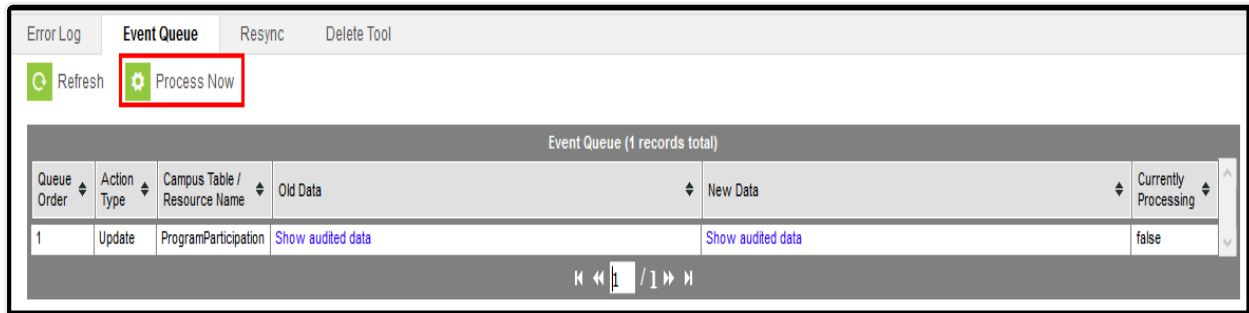 Error Log Event Queue Resync Delete Tool
Refresh Process Now
Event Queue (1 records total)
Queue Order Action Type Campus Table / Resource Name Old Data New Data Currently Processing
1 Update ProgramParticipation Show audited data Show audited data false
1 / 1